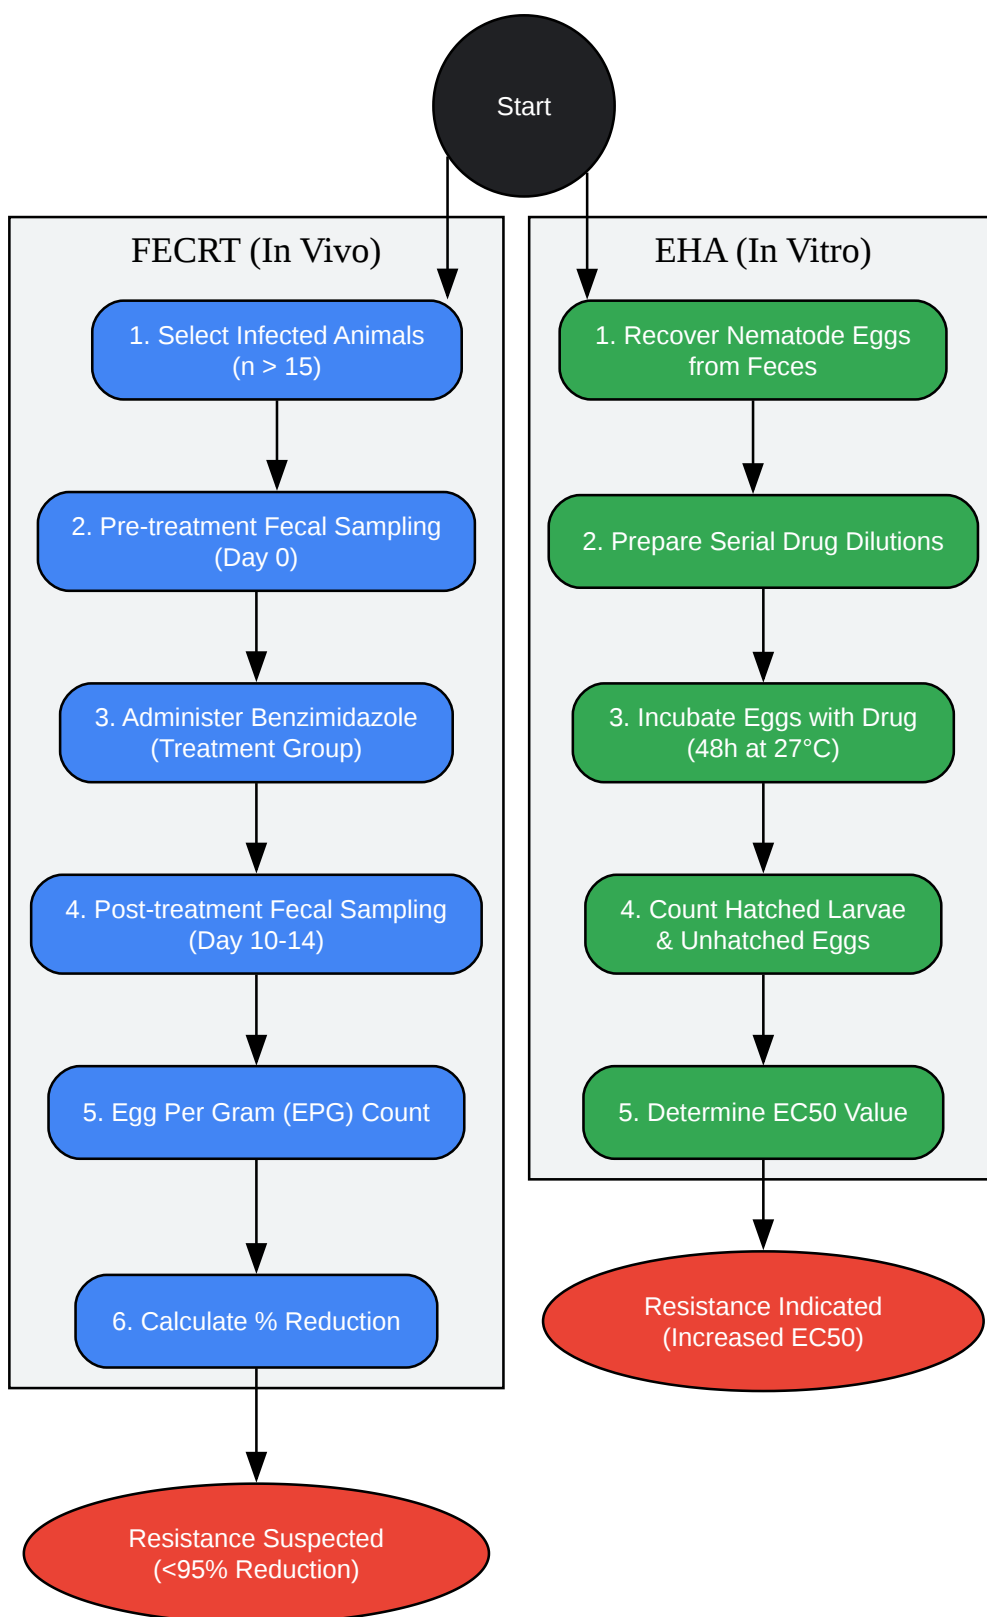 Start
FECRT (In Vivo)
1. Select Infected Animals
(n > 15)
2. Pre-treatment Fecal Sampling
(Day 0)
3. Administer Benzimidazole
(Treatment Group)
4. Post-treatment Fecal Sampling
(Day 10-14)
5. Egg Per Gram (EPG) Count
6. Calculate % Reduction
Resistance Suspected
(<95% Reduction)
EHA (In Vitro)
1. Recover Nematode Eggs
from Feces
2. Prepare Serial Drug Dilutions
3. Incubate Eggs with Drug
(48h at 27°C)
4. Count Hatched Larvae
& Unhatched Eggs
5. Determine EC50 Value
Resistance Indicated
(Increased EC50)